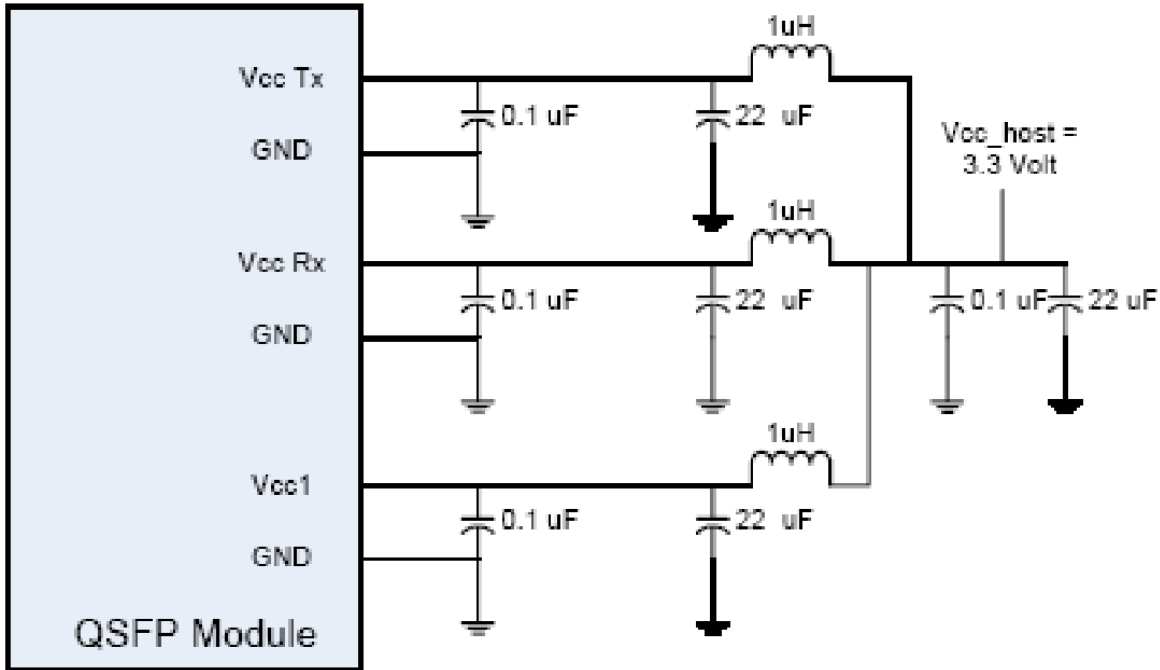 1uH
Vcc Tx
0.1 uF
22 uF
Vcc_host =
3.3 Volt
GND
1uH
Vcc Rx
0.1 uF
22 uF
0.1 uF
22 uF
GND
1uH
Vcc1
0.1 uF
22 uF
GND
QSFP Module